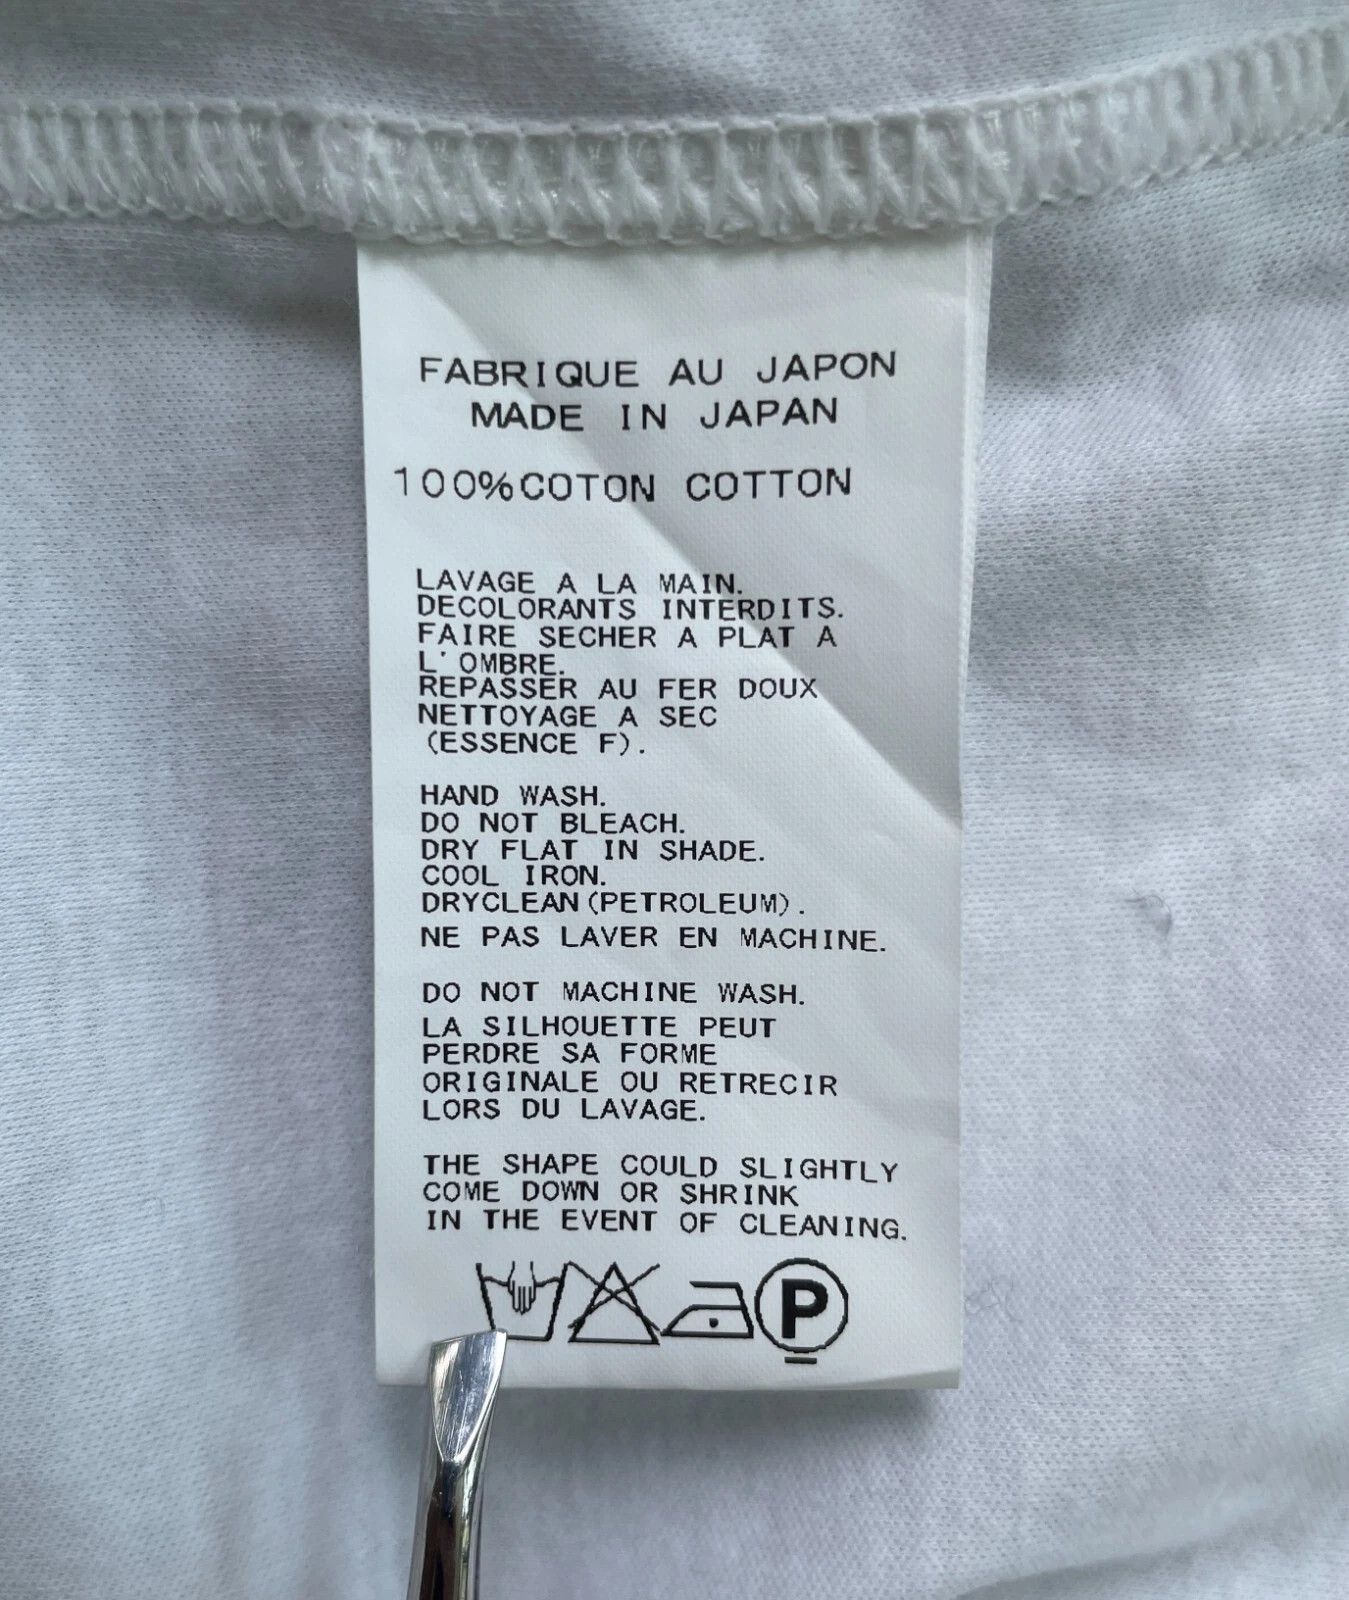 FABRIQUE AU JAPON
MADE IN JAPAN
100%COTON COTTON
LAVAGE A LA MAIN.
DECOLORANTS INTERDITS.
FAIRE SECHER A PLAT A
L'OMBRE.
REPASSER AU FER DOUX
NETTOYAGE A SEC
(ESSENCE F).
HAND WASH.
DO NOT BLEACH.
DRY FLAT IN SHADE.
COOL IRON.
DRYCLEAN(PETROLEUM).
NE PAS LAVER EN MACHINE.
DO NOT MACHINE WASH.
LA SILHOUETTE PEUT
PERDRE SA FORME
ORIGINALE OU RETRECIR
LORS DU LAVAGE.
THE SHAPE COULD SLIGHTLY
COME DOWN OR SHRINK
IN THE EVENT OF CLEANING.
P